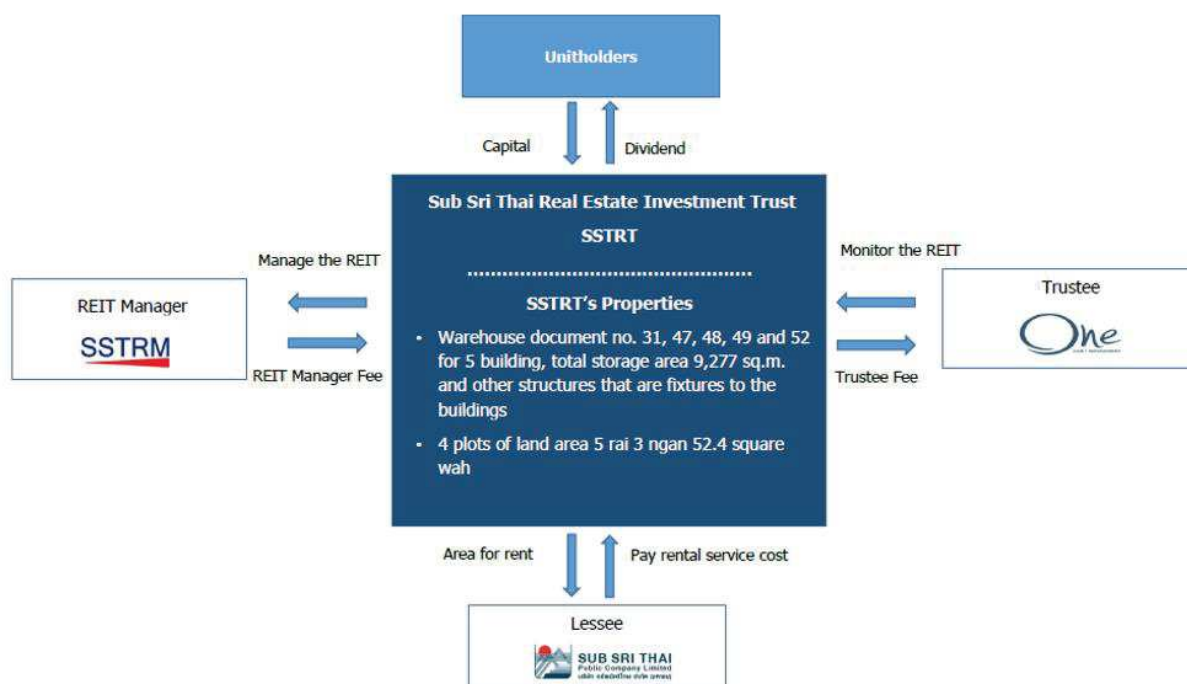 Unitholders
Capital
Dividend
Sub Sri Thai Real Estate Investment Trust
SSTRT
SSTRT's Properties
• Warehouse document no. 31, 47, 48, 49 and 52
for 5 building, total storage area 9,277 sq.m.
and other structures that are fixtures to the
buildings
• 4 plots of land area 5 rai 3 ngan 52.4 square
wah
Manage the REIT
REIT Manager
SSTRM
REIT Manager Fee
Monitor the REIT
Trustee
One
Trustee Fee
Area for rent
Pay rental service cost
Lessee
SUB SRI THAI
Public Company Limited